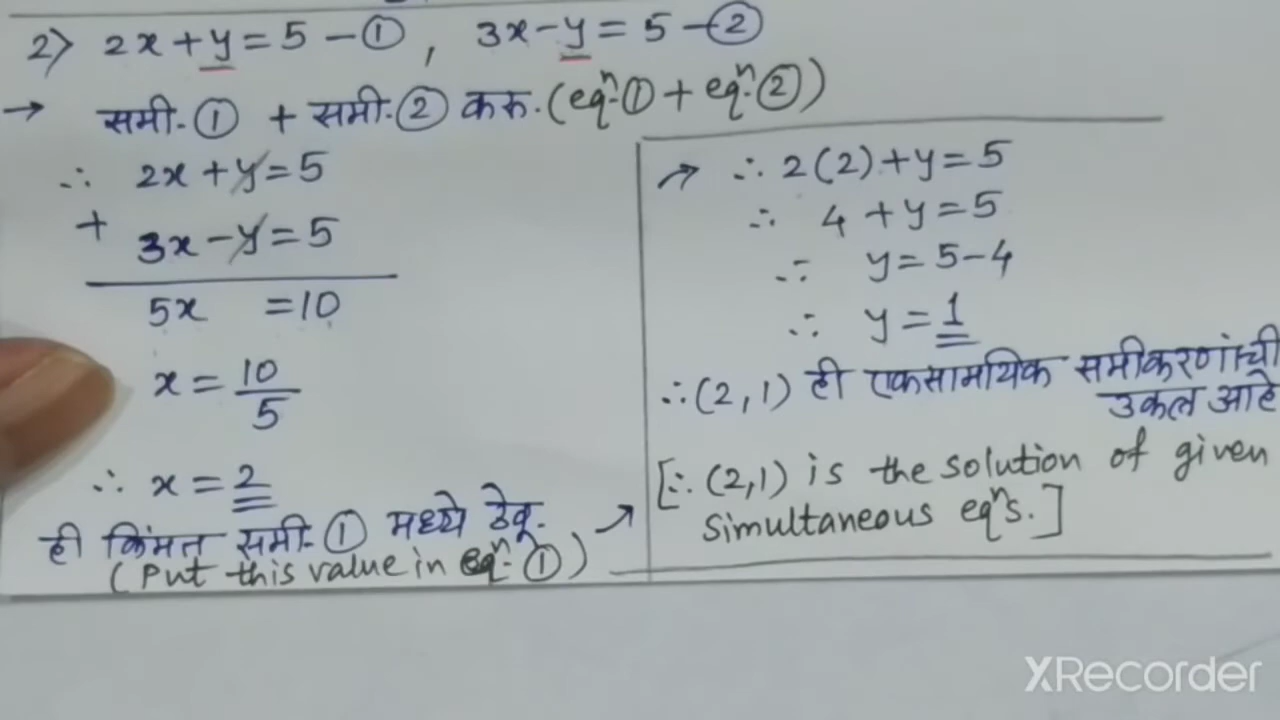 2) 2x + y = 5 - ① , 3x - y = 5 - ②
→ समी. ① + समी. ② करू. (eqⁿ. ① + eqⁿ. ②)
∴ 2x + y = 5
+ 3x - y = 5
5x = 10
x = 10/5
∴ x = 2
ही किंमत समी. ① मध्ये ठेवू.
(Put this value in eqⁿ. ①)
→ ∴ 2(2) + y = 5
∴ 4 + y = 5
∴ y = 5 - 4
∴ y = 1
∴ (2, 1) ही एकसामयिक समीकरणांची
उकल आहे
[∴ (2,1) is the solution of given
simultaneous eqⁿs.]
XRecorder